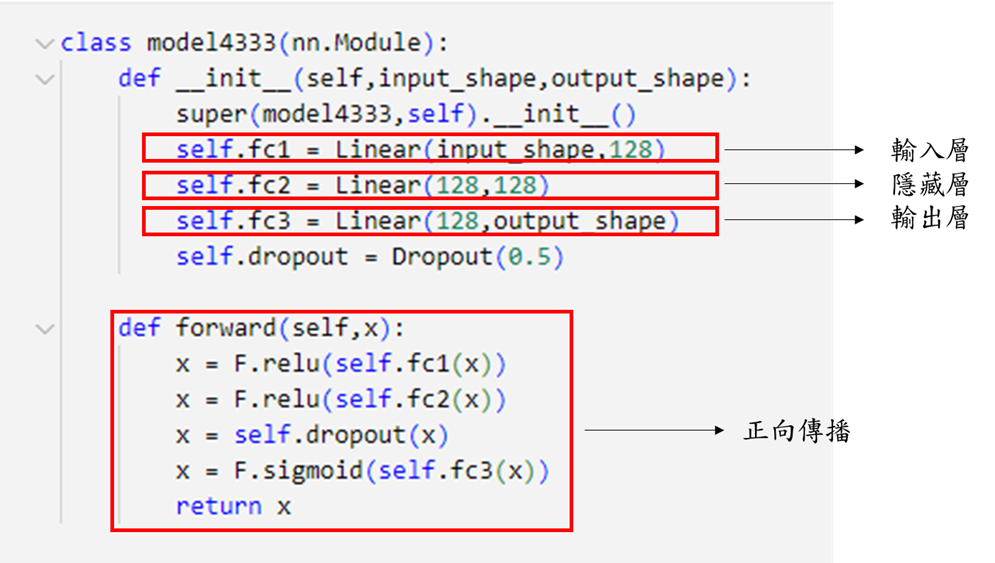 class model4333(nn.Module):
def __init__(self,input_shape,output_shape):
super(model4333,self).__init__()
self.fc1 = Linear(input_shape,128)
輸入層
self.fc2 = Linear(128,128)
隱藏層
self.fc3 = Linear(128,output_shape)
輸出層
self.dropout = Dropout(0.5)
def forward(self,x):
x = F.relu(self.fc1(x))
x = F.relu(self.fc2(x))
x = self.dropout(x)
x = F.sigmoid(self.fc3(x))
return x
正向傳播